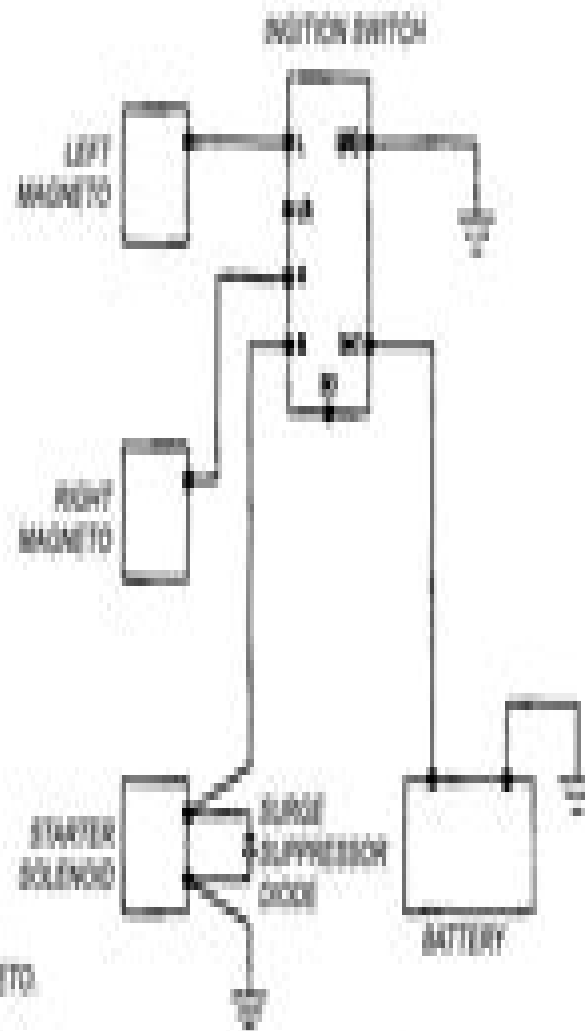 IGNITION SWITCH
LEFT
MAGNETO
L
RIGHT
MAGNETO
STARTER
SOLENOID
SURGE
SUPPRESSOR
DIODE
BATTERY